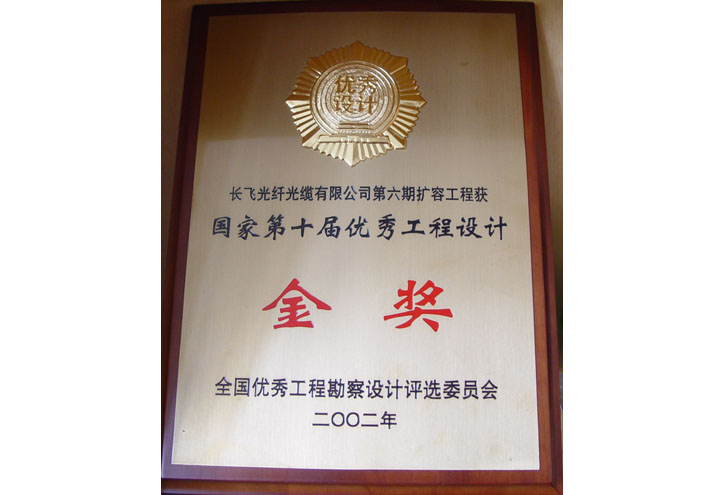 优秀
设计
长飞光纤光缆有限公司第六期扩容工程获
国家第十届优秀工程设计
金奖
全国优秀工程勘察设计评选委员会
二〇〇二年